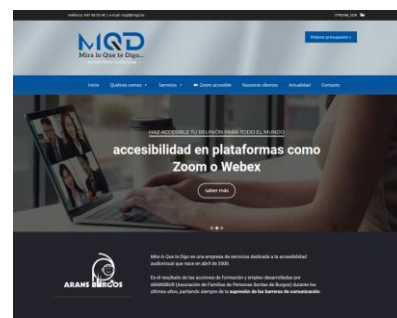 MQD
Mira lo Que te Digo...
Pídenos presupuesto »
Inicio Quiénes somos Servicios Zoom accesible Nuestros clientes Actualidad Contacto
HAZ ACCESIBLE TU REUNIÓN PARA TODO EL MUNDO
accesibilidad en plataformas como
Zoom o Webex
saber más
ARANS BURGOS
Mira lo Que te Digo es una empresa de servicios dedicada a la accesibilidad
audiovisual que nace en abril de 2000.
Es el resultado de las acciones de formación y empleo desarrolladas por
ARANSBUR (Asociación de Familias de Personas Sordas de Burgos) durante los
últimos años, partiendo siempre de la supresión de las barreras de comunicación.